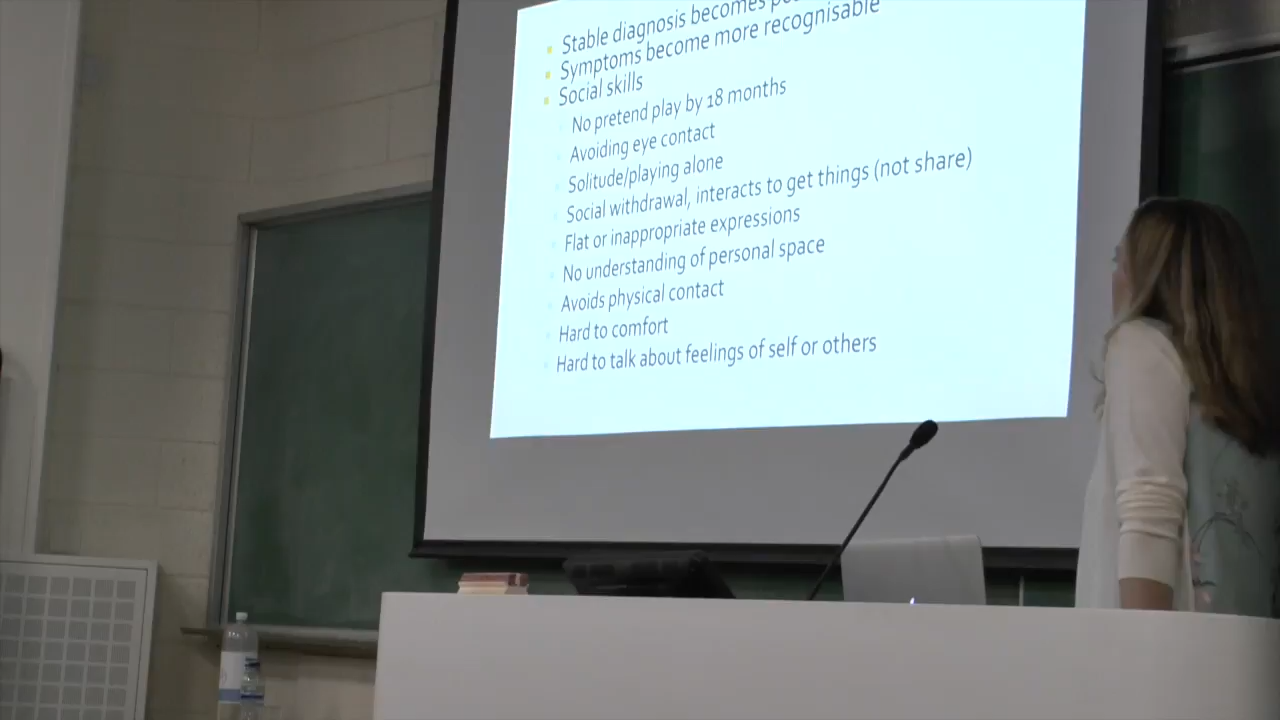 Stable diagnosis becomes
Symptoms become more recognisable
Social skills
No pretend play by 18 months
Avoiding eye contact
Solitude/playing alone
Social withdrawal, interacts to get things (not share)
Flat or inappropriate expressions
No understanding of personal space
Avoids physical contact
Hard to comfort
Hard to talk about feelings of self or others